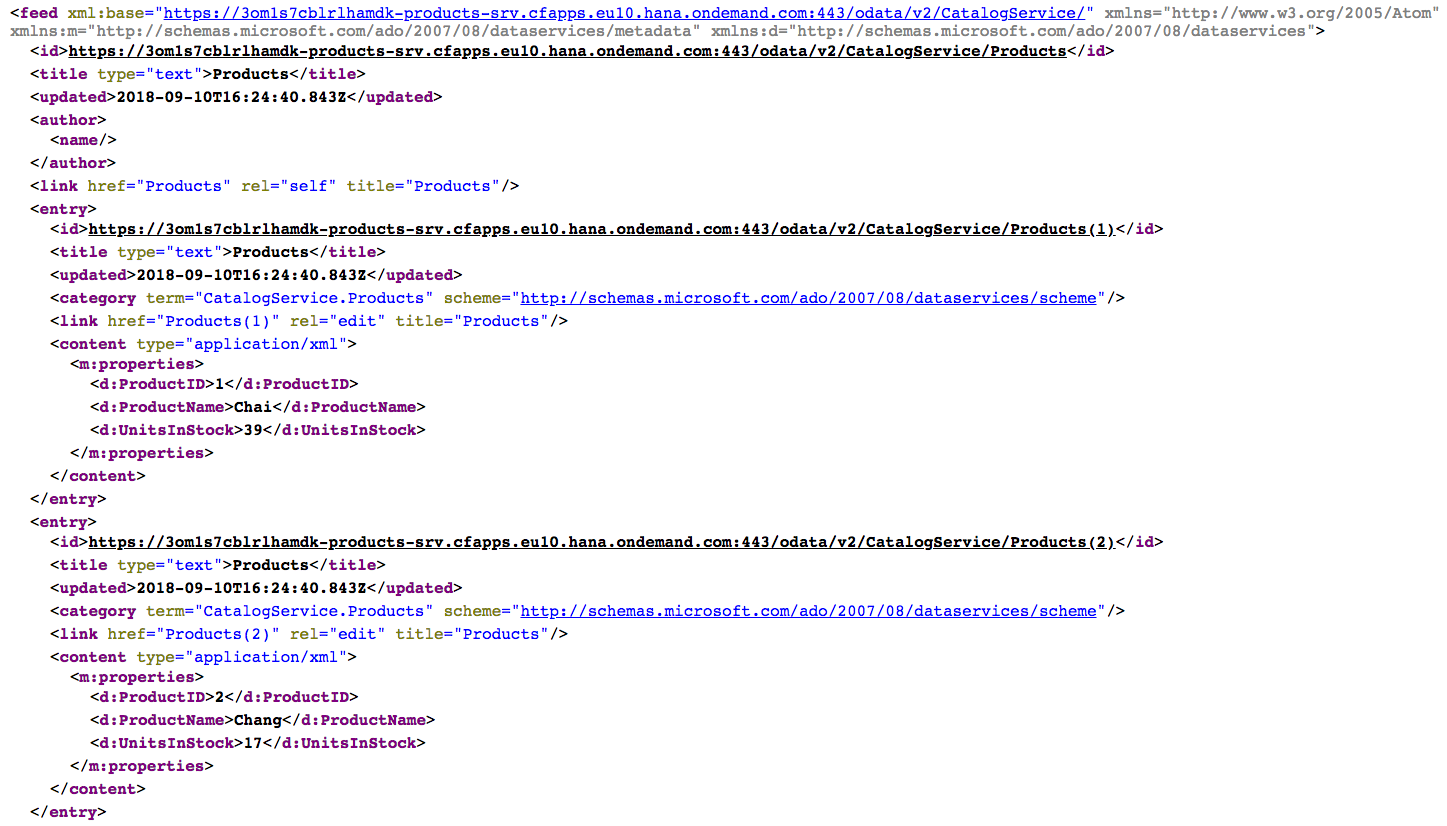 <feed xml:base="https://3om1s7cblrlhamdk-products-srv.cfapps.eu10.hana.ondemand.com:443/odata/v2/CatalogService/" xmlns="http://www.w3.org/2005/Atom"
xmlns:m="http://schemas.microsoft.com/ado/2007/08/dataservices/metadata" xmlns:d="http://schemas.microsoft.com/ado/2007/08/dataservices">
<id>https://3om1s7cblrlhamdk-products-srv.cfapps.eu10.hana.ondemand.com:443/odata/v2/CatalogService/Products</id>
<title type="text">Products</title>
<updated>2018-09-10T16:24:40.843Z</updated>
<author>
<name/>
</author>
<link href="Products" rel="self" title="Products"/>
<entry>
<id>https://3om1s7cblrlhamdk-products-srv.cfapps.eu10.hana.ondemand.com:443/odata/v2/CatalogService/Products(1)</id>
<title type="text">Products</title>
<updated>2018-09-10T16:24:40.843Z</updated>
<category term="CatalogService.Products" scheme="http://schemas.microsoft.com/ado/2007/08/dataservices/scheme"/>
<link href="Products(1)" rel="edit" title="Products"/>
<content type="application/xml">
<m:properties>
<d:ProductID>1</d:ProductID>
<d:ProductName>Chai</d:ProductName>
<d:UnitsInStock>39</d:UnitsInStock>
</m:properties>
</content>
</entry>
<entry>
<id>https://3om1s7cblrlhamdk-products-srv.cfapps.eu10.hana.ondemand.com:443/odata/v2/CatalogService/Products(2)</id>
<title type="text">Products</title>
<updated>2018-09-10T16:24:40.843Z</updated>
<category term="CatalogService.Products" scheme="http://schemas.microsoft.com/ado/2007/08/dataservices/scheme"/>
<link href="Products(2)" rel="edit" title="Products"/>
<content type="application/xml">
<m:properties>
<d:ProductID>2</d:ProductID>
<d:ProductName>Chang</d:ProductName>
<d:UnitsInStock>17</d:UnitsInStock>
</m:properties>
</content>
</entry>